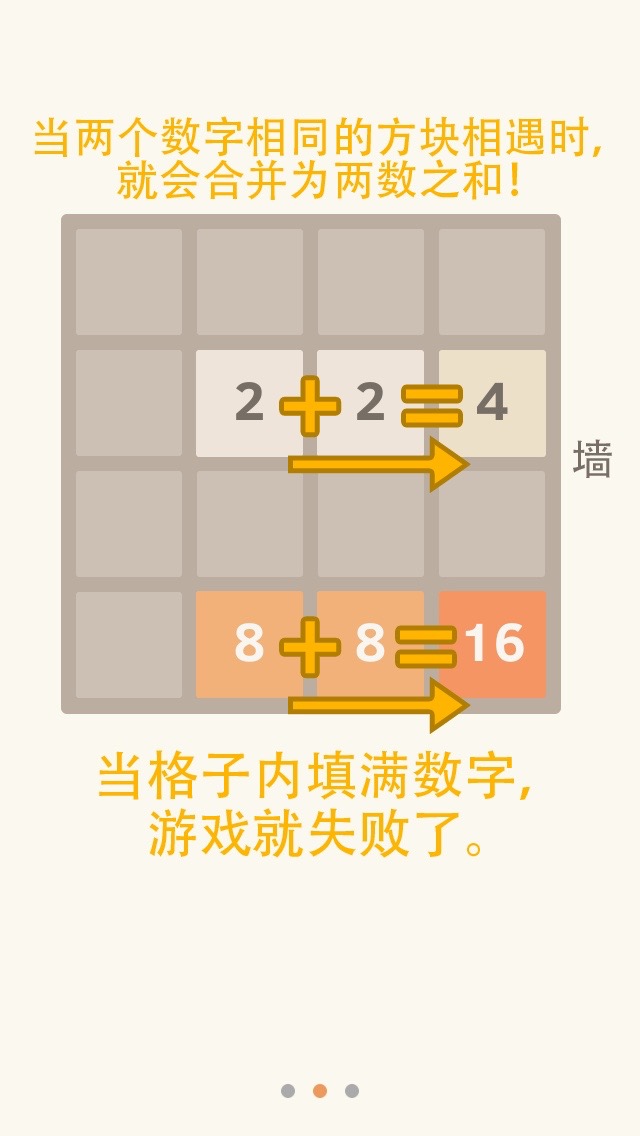 当两个数字相同的方块相遇时,
就会合并为两数之和!
2 + 2 = 4
墙
8 + 8 = 16
当格子内填满数字,
游戏就失败了。